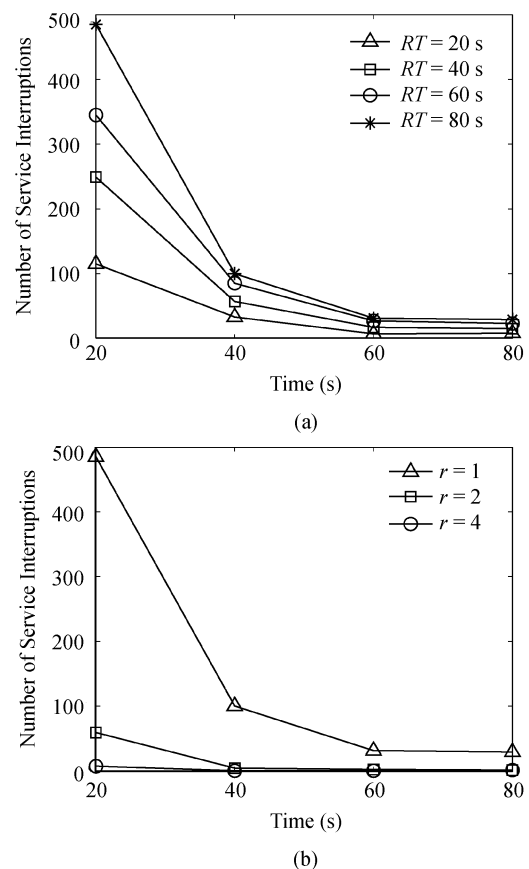 500
400
300
200
100
0
Number of Service Interruptions
RT = 20 s
RT = 40 s
RT = 60 s
RT = 80 s
20 40 60 80
Time (s)
(a)
500
400
300
200
100
0
Number of Service Interruptions
r = 1
r = 2
r = 4
20 40 60 80
Time (s)
(b)